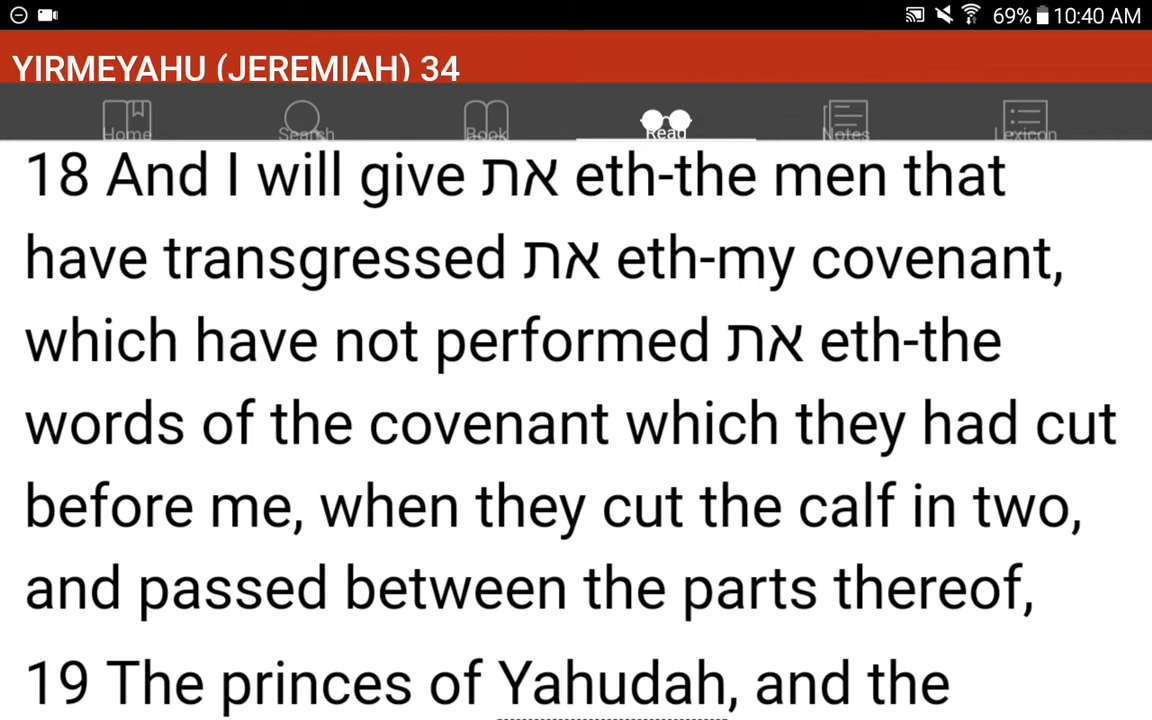 69% 10:40 AM
YIRMEYAHU (JEREMIAH) 34
Home Search Book Read Notes Lexicon
18 And I will give את eth-the men that
have transgressed את eth-my covenant,
which have not performed את eth-the
words of the covenant which they had cut
before me, when they cut the calf in two,
and passed between the parts thereof,
19 The princes of Yahudah, and the